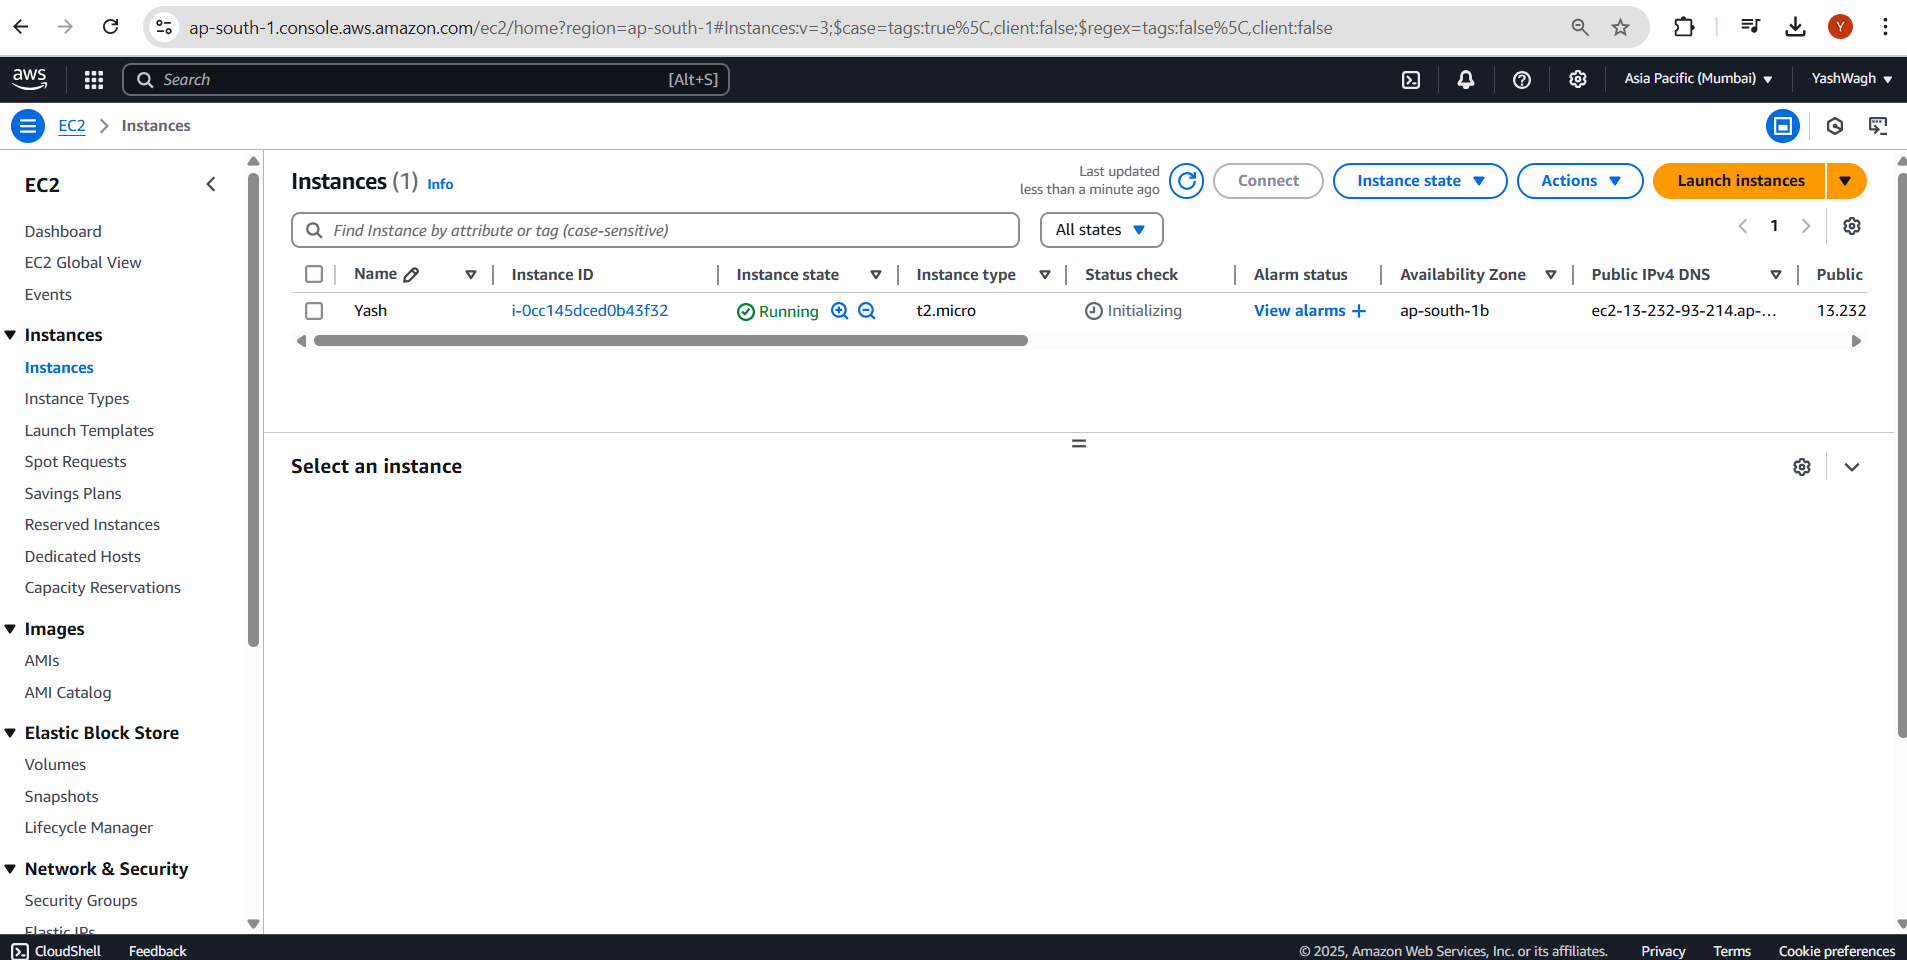 ap-south-1.console.aws.amazon.com/ec2/home?region=ap-south-1#Instances:v=3;$case=tags:true%5C,client:false;$regex=tags:false%5C,client:false
Y
aws
Search
[Alt+S]
Asia Pacific (Mumbai)
YashWagh
EC2
Instances
EC2
Dashboard
EC2 Global View
Events
Instances
Instances
Instance Types
Launch Templates
Spot Requests
Savings Plans
Reserved Instances
Dedicated Hosts
Capacity Reservations
Images
AMIs
AMI Catalog
Elastic Block Store
Volumes
Snapshots
Lifecycle Manager
Network & Security
Security Groups
Elastic IPs
Instances (1) Info
Last updated
less than a minute ago
Connect
Instance state
Actions
Launch instances
Find Instance by attribute or tag (case-sensitive)
All states
1
Name Instance ID Instance state Instance type Status check Alarm status Availability Zone Public IPv4 DNS Public
Yash i-0cc145dced0b43f32 Running t2.micro Initializing View alarms + ap-south-1b ec2-13-232-93-214.ap-... 13.232
Select an instance
CloudShell Feedback
© 2025, Amazon Web Services, Inc. or its affiliates. Privacy Terms Cookie preferences